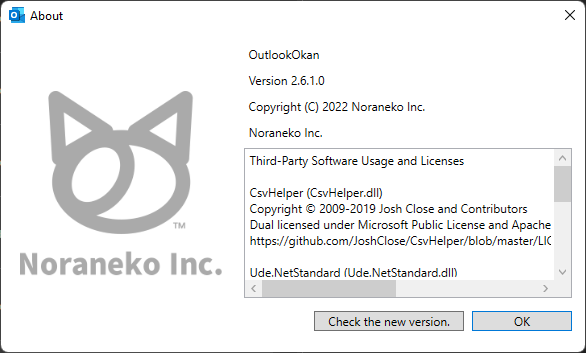 About
OutlookOkan
Version 2.6.1.0
Copyright (C) 2022 Noraneko Inc.
Noraneko Inc.
Third-Party Software Usage and Licenses
CsvHelper (CsvHelper.dll)
Copyright © 2009-2019 Josh Close and Contributors
Dual licensed under Microsoft Public License and Apache
https://github.com/JoshClose/CsvHelper/blob/master/LIC
Ude.NetStandard (Ude.NetStandard.dll)
TM
Noraneko Inc.
Check the new version.
OK